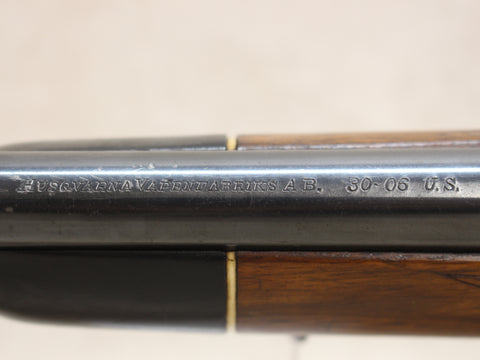 HUSQVARNA VAPENFABRIKS A B. 30-06 U.S.